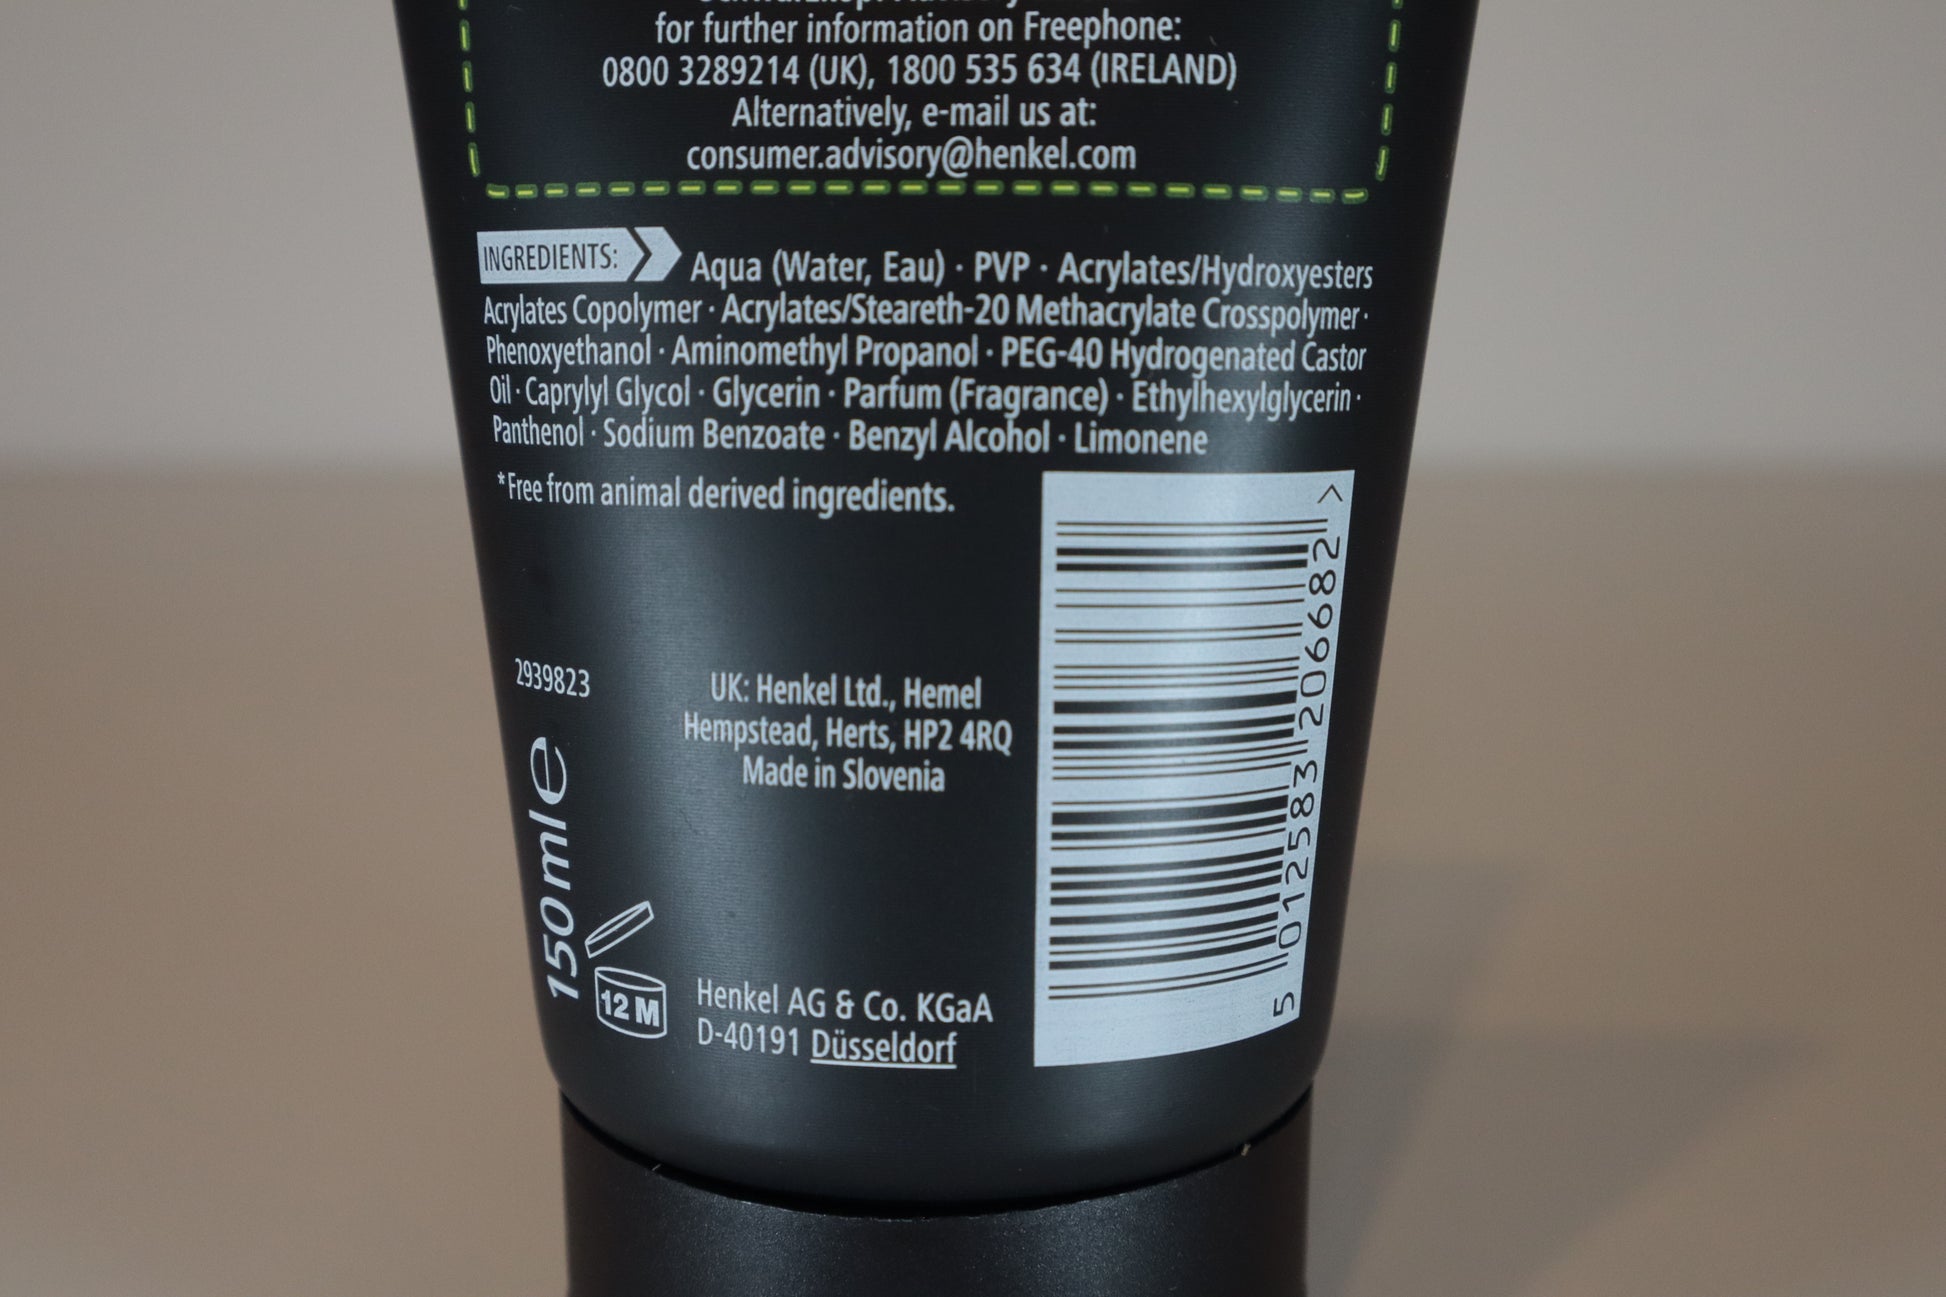 for further information on Freephone:
0800 3289214 (UK), 1800 535 634 (IRELAND)
Alternatively, e-mail us at:
consumer.advisory@henkel.com
INGREDIENTS: Aqua (Water, Eau) · PVP · Acrylates/Hydroxyesters
Acrylates Copolymer · Acrylates/Steareth-20 Methacrylate Crosspolymer ·
Phenoxyethanol · Aminomethyl Propanol · PEG-40 Hydrogenated Castor
Oil · Caprylyl Glycol · Glycerin · Parfum (Fragrance) · Ethylhexylglycerin ·
Panthenol · Sodium Benzoate · Benzyl Alcohol · Limonene
*Free from animal derived ingredients.
2939823
UK: Henkel Ltd., Hemel
Hempstead, Herts, HP2 4RQ
Made in Slovenia
150 ml e
12 M
Henkel AG & Co. KGaA
D-40191 Düsseldorf
5 012583 206682 >